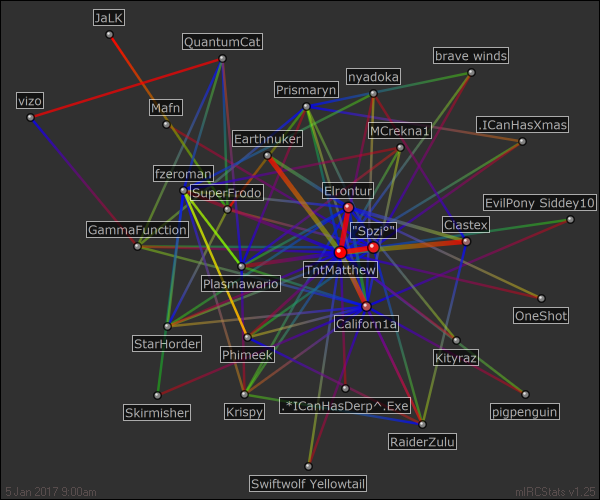 JaLK
QuantumCat
brave winds
nyadoka
Prismaryn
vizo
Mafn
.ICanHasXmas
MCrekna1
Earthnuker
fzeroman
SuperFrodo
Elrontur
EvilPony Siddey10
GammaFunction
"Spzi°"
Ciastex
TntMatthew
Plasmawario
OneShot
Californ1a
StarHorder
Phimeek
Kityraz
Skirmisher
Krispy
.*ICanHasDerp^.Exe
pigpenguin
RaiderZulu
Swiftwolf Yellowtail
5 Jan 2017 9:00am
mIRCStats v1.25